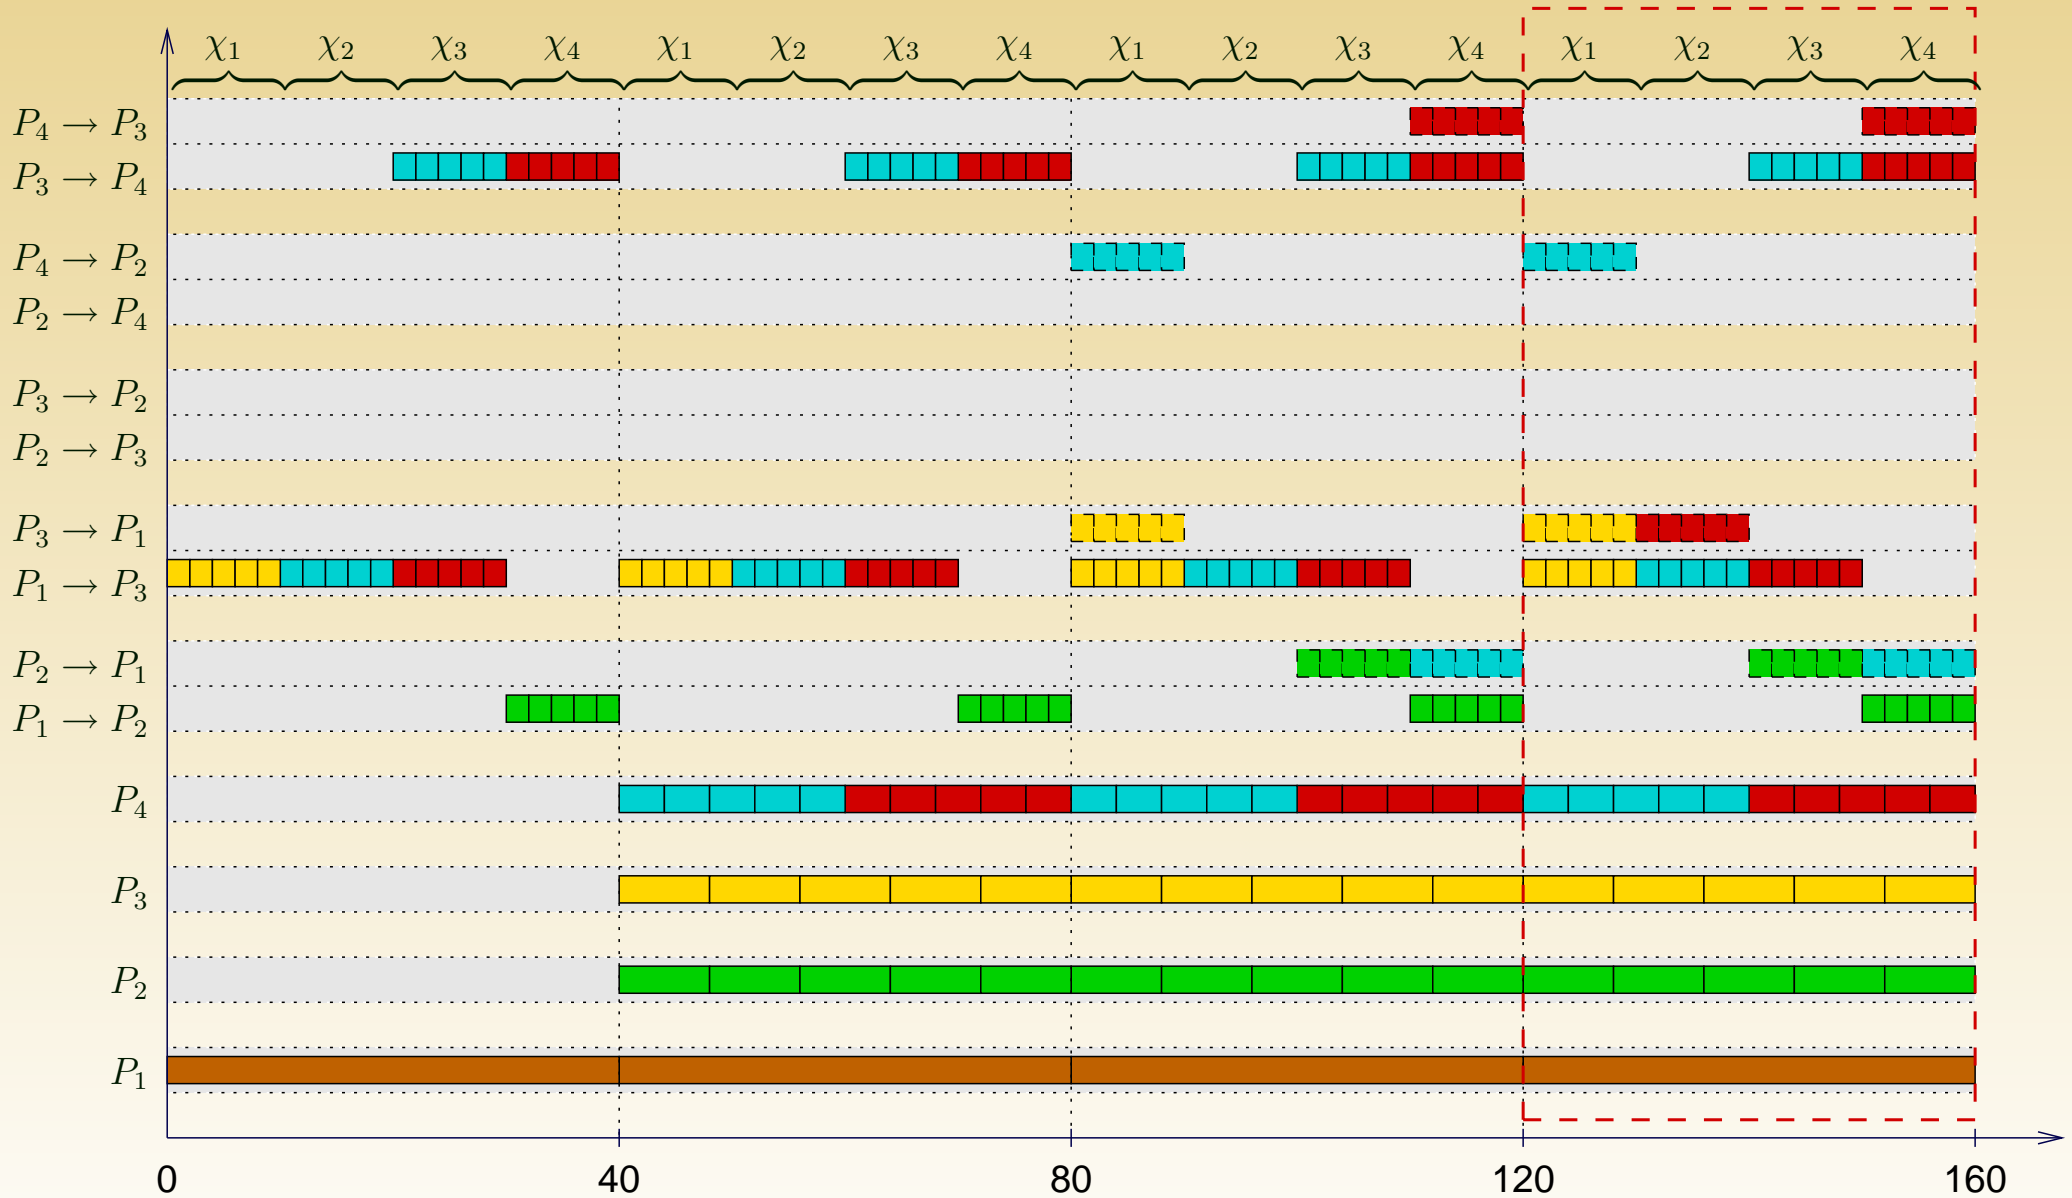 χ1 χ2 χ3 χ4 χ1 χ2 χ3 χ4 χ1 χ2 χ3 χ4 χ1 χ2 χ3 χ4
P4 → P3
P3 → P4
P4 → P2
P2 → P4
P3 → P2
P2 → P3
P3 → P1
P1 → P3
P2 → P1
P1 → P2
P4
P3
P2
P1
0 40 80 120 160